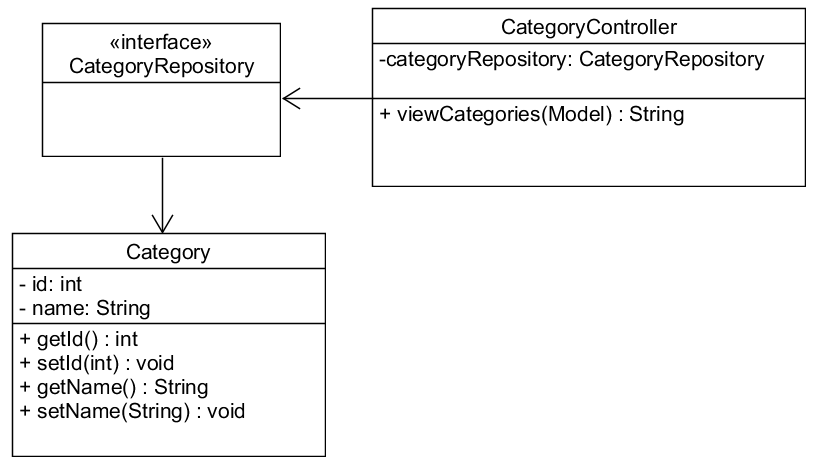 «interface»
CategoryRepository
CategoryController
-categoryRepository: CategoryRepository
+ viewCategories(Model) : String
Category
- id: int
- name: String
+ getId() : int
+ setId(int) : void
+ getName() : String
+ setName(String) : void